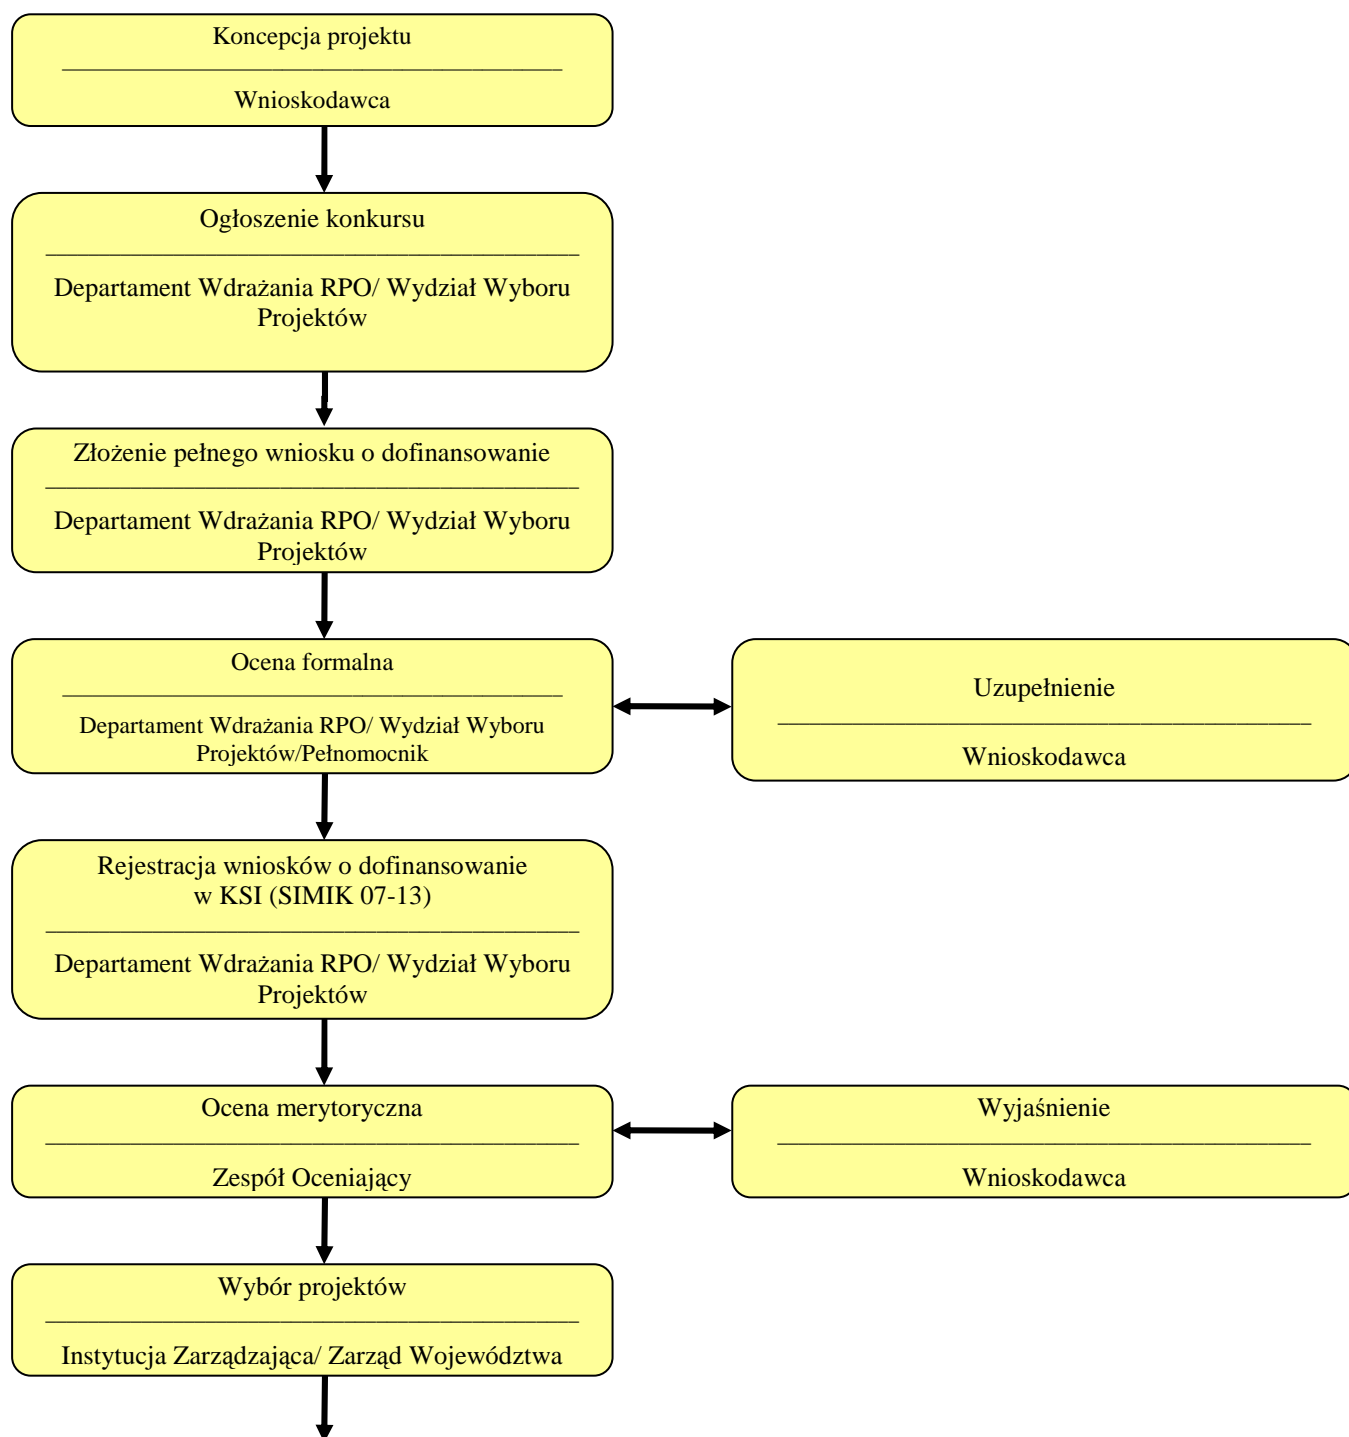 Koncepcja projektu
Wnioskodawca
Ogłoszenie konkursu
Departament Wdrażania RPO/ Wydział Wyboru
Projektów
Złożenie pełnego wniosku o dofinansowanie
Departament Wdrażania RPO/ Wydział Wyboru
Projektów
Ocena formalna
Departament Wdrażania RPO/ Wydział Wyboru
Projektów/Pełnomocnik
Uzupełnienie
Wnioskodawca
Rejestracja wniosków o dofinansowanie
w KSI (SIMIK 07-13)
Departament Wdrażania RPO/ Wydział Wyboru
Projektów
Ocena merytoryczna
Zespół Oceniający
Wyjaśnienie
Wnioskodawca
Wybór projektów
Instytucja Zarządzająca/ Zarząd Województwa